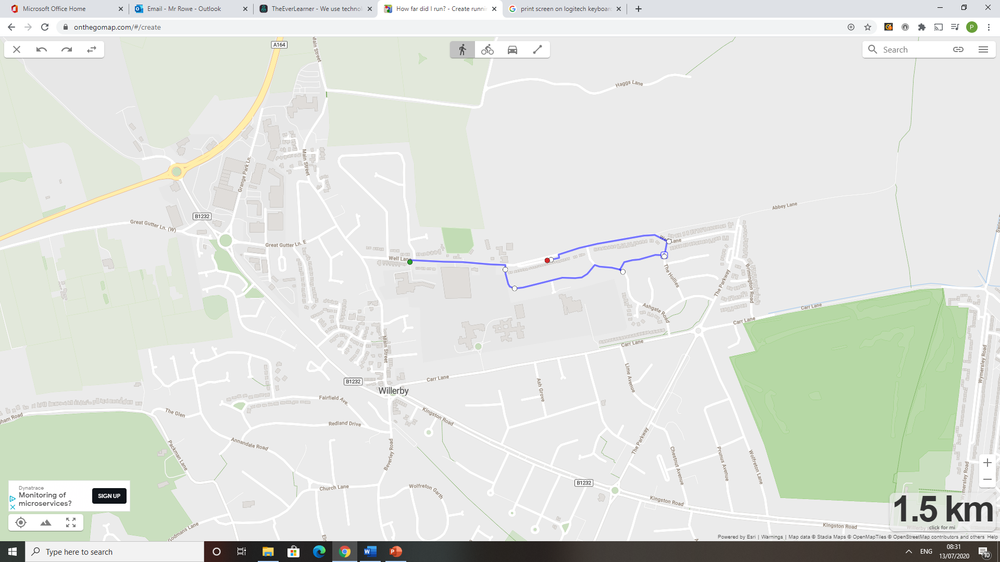 Microsoft Office Home
Email - Mr Rowe - Outlook
TheEverLearner - We use technol
How far did I run? - Create runnin
print screen on logitech keyboard
onthegomap.com/#/create
P
A164
Main Street
Search
Haggs Lane
Main Street
Grange Park Ln.
Abbey Lane
B1232
Great Gutter Ln. (W)
Great Gutter Ln. E
Well Lane
Well Lane
The Hollies
The Parkway
Brimington Road
Ashgate Road
Carr Lane
Carr Lane
Carr Lane
Main Street
Wymersley Road
Carr Lane
Lime Avenue
Ash Grove
B1232
Willerby
Fairfield Ave.
Kingston Road
The Glen
ham Road
Redland Drive
Annandale Road
Packman Lane
Beverley Road
The Parkway
Chestnut Avenue
Prunus Avenue
Wolfreton Lane
Wymersley Road
Church Lane
Wolfreton Garth
B1232
Kingston Road
Kingston Road
Godmans Lane
Dynatrace
Monitoring of
microservices?
SIGN UP
1.5 km
click for mi
Powered by Esri | Warnings | Map data © Stadia Maps © OpenMapTiles © OpenStreetMap contributors and others Help
Type here to search
ENG
08:31
13/07/2020
10